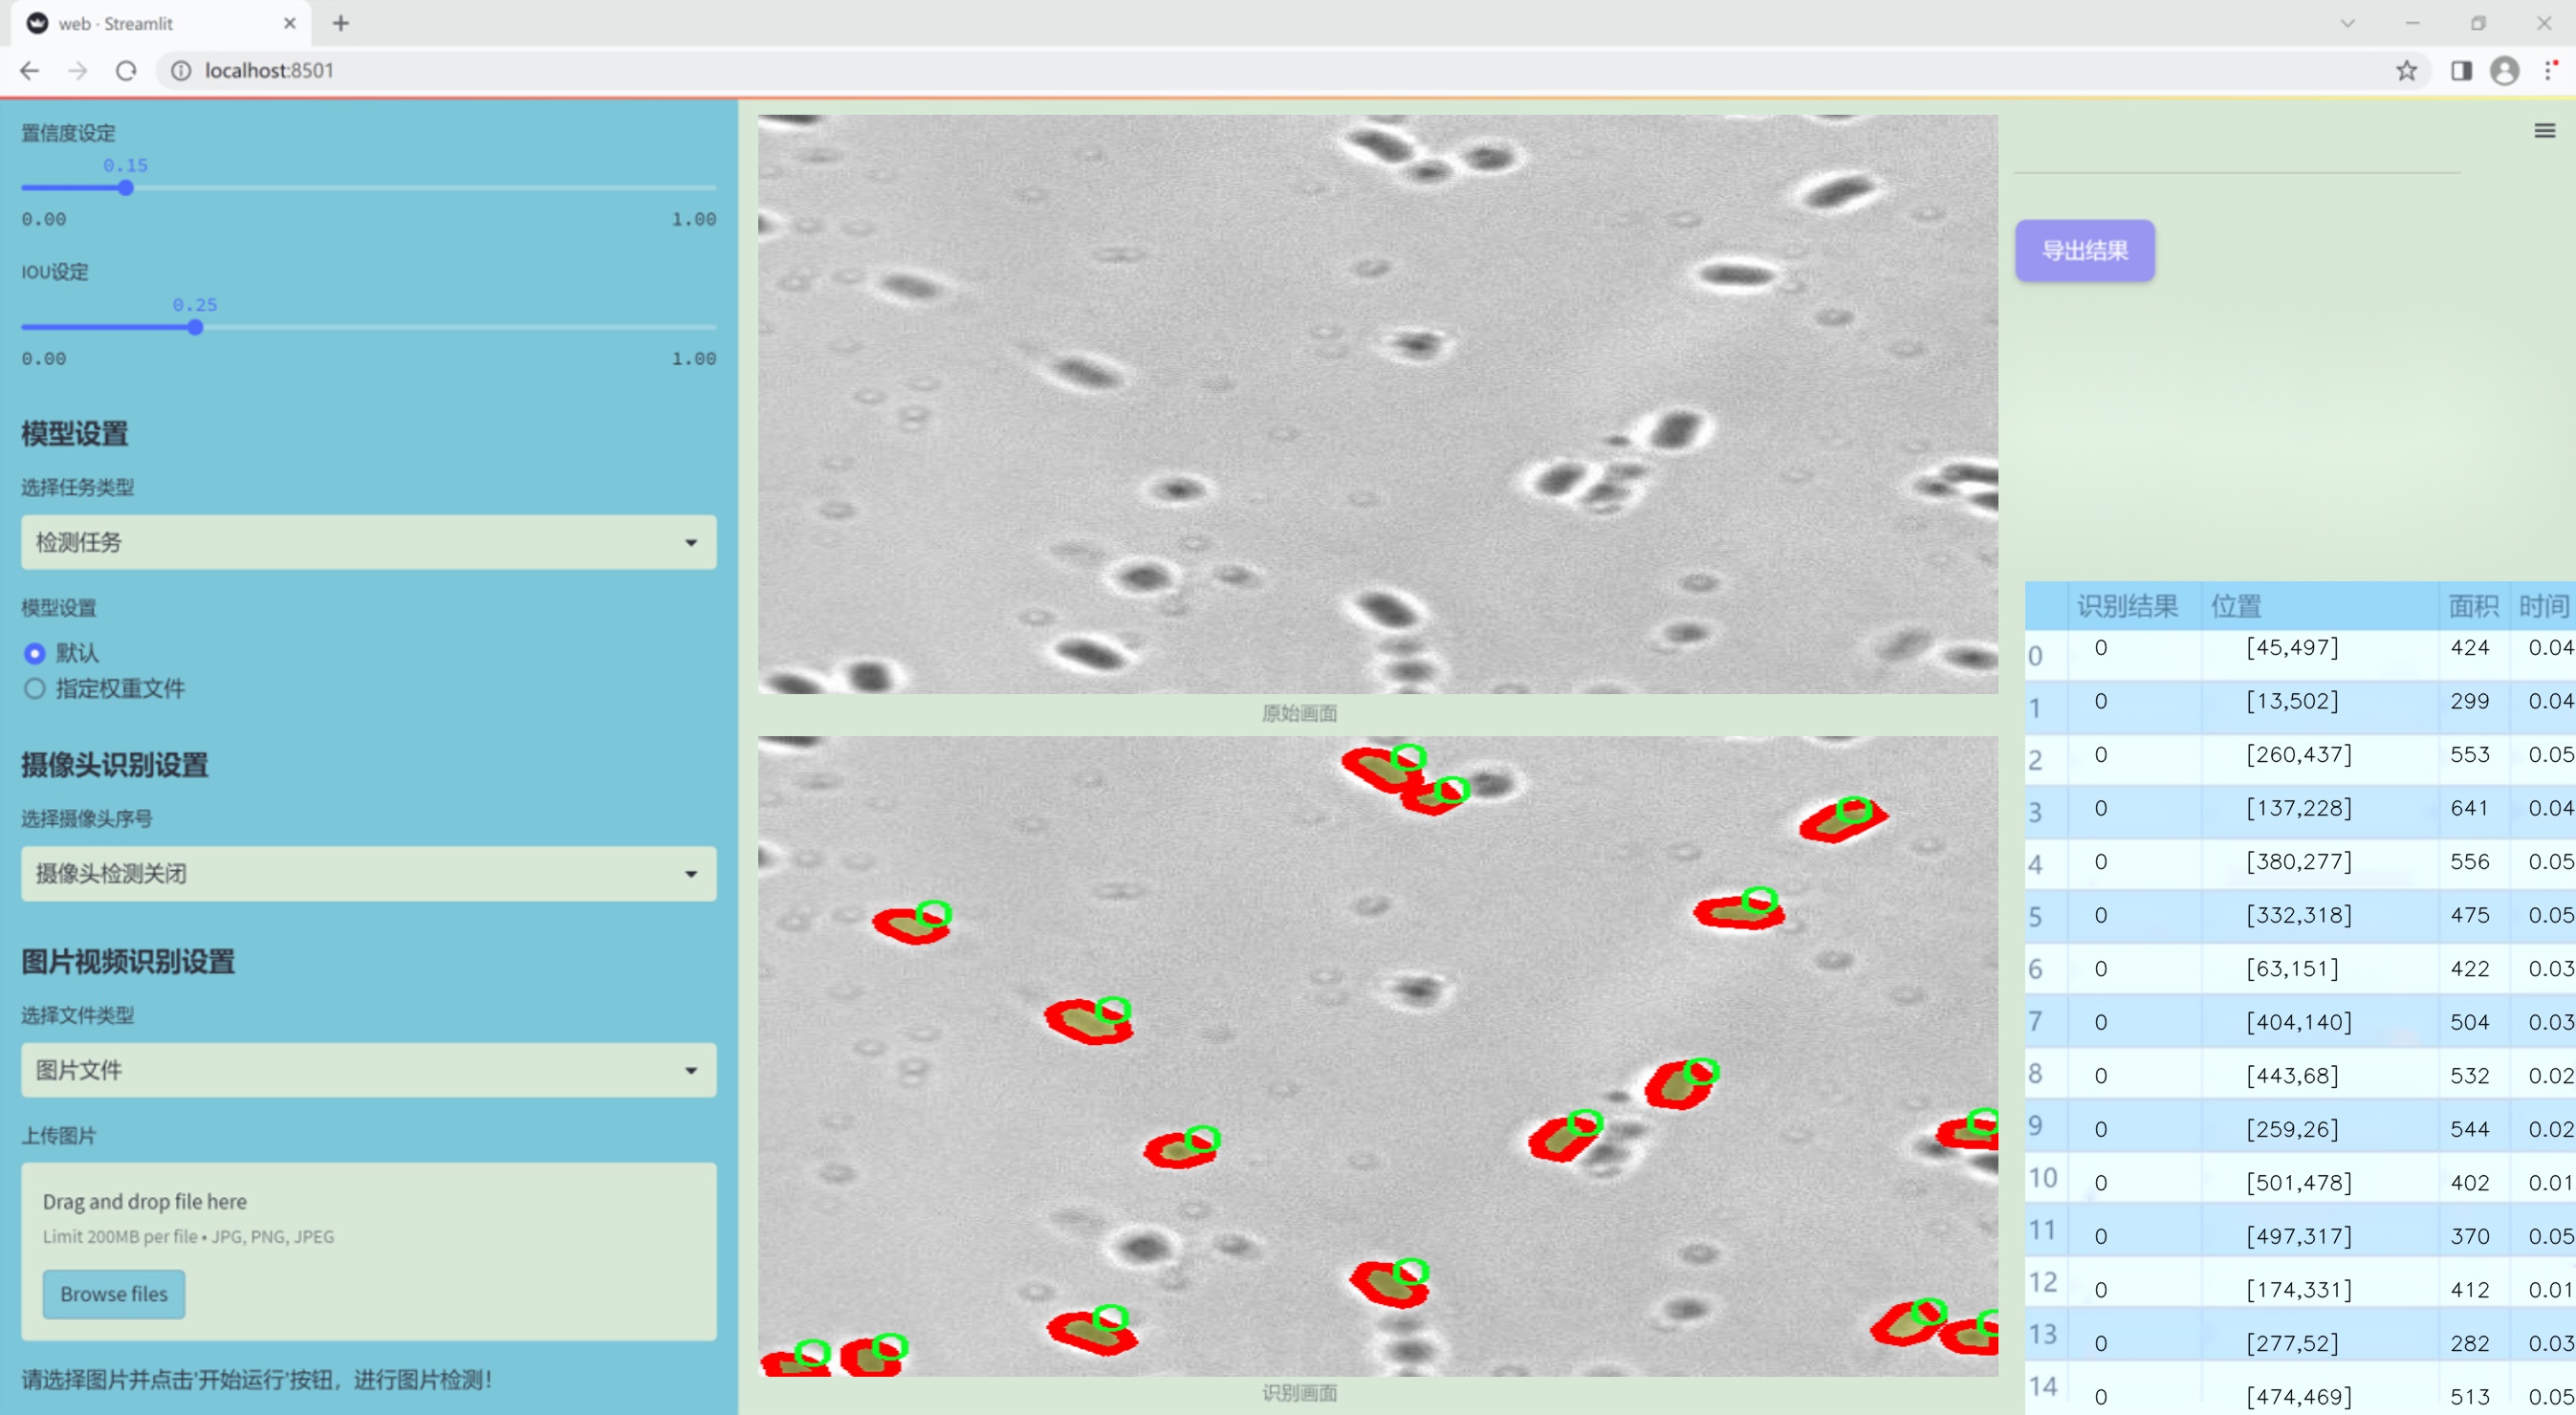 web · Streamlit
localhost:8501
置信度设定
0.15
0.00 1.00
IOU设定
0.25
0.00 1.00
模型设置
选择任务类型
检测任务
模型设置
默认
指定权重文件
摄像头识别设置
选择摄像头序号
摄像头检测关闭
图片视频识别设置
选择文件类型
图片文件
上传图片
Drag and drop file here
Limit 200MB per file • JPG, PNG, JPEG
Browse files
请选择图片并点击'开始运行'按钮，进行图片检测！
原始画面
识别画面
导出结果
识别结果 位置 面积 时间
0 0 [45,497] 424 0.04
1 0 [13,502] 299 0.04
2 0 [260,437] 553 0.05
3 0 [137,228] 641 0.04
4 0 [380,277] 556 0.05
5 0 [332,318] 475 0.05
6 0 [63,151] 422 0.03
7 0 [404,140] 504 0.03
8 0 [443,68] 532 0.02
9 0 [259,26] 544 0.02
10 0 [501,478] 402 0.01
11 0 [497,317] 370 0.05
12 0 [174,331] 412 0.01
13 0 [277,52] 282 0.03
14 0 [474,469] 513 0.05